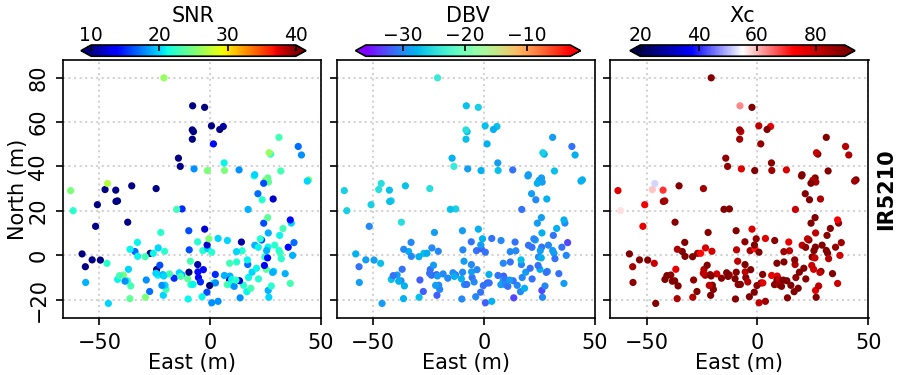 SNR DBV Xc
10 20 30 40 −30 −20 −10 20 40 60 80
80
60
40
20
0
−20
North (m)
IR5210
−50 0 50 −50 0 50 −50 0 50
East (m) East (m) East (m)